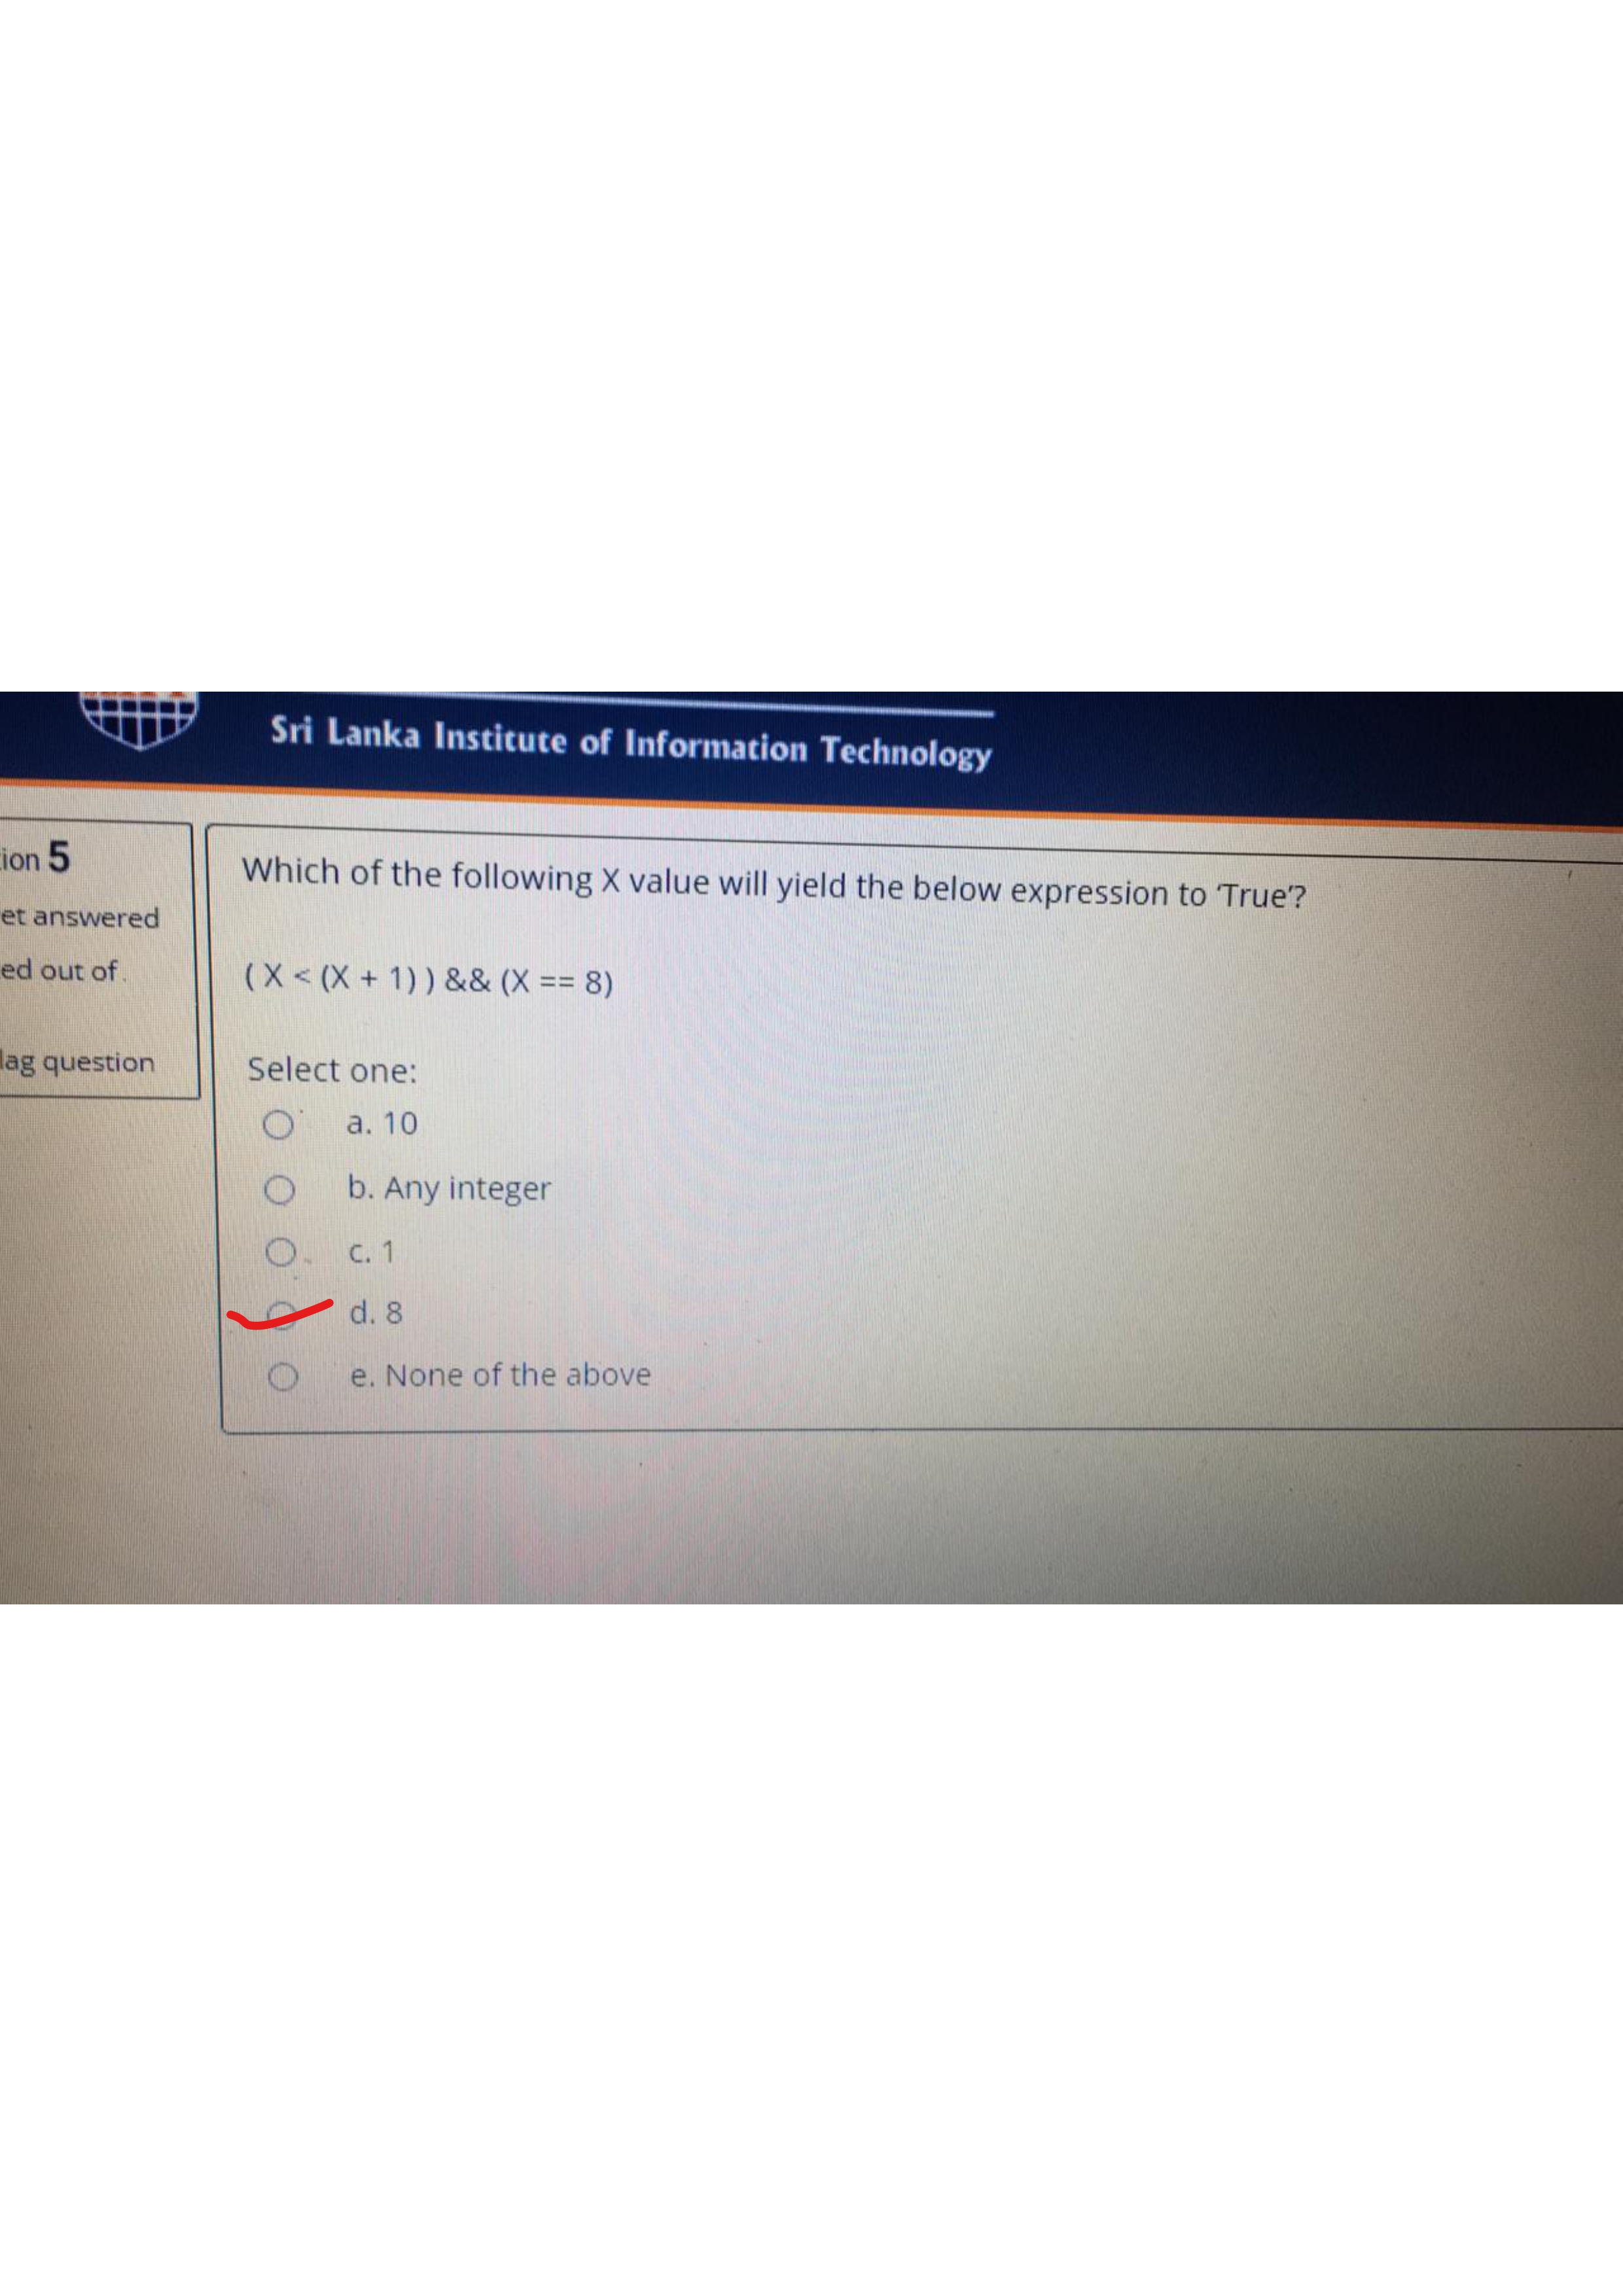 Sri Lanka Institute of Information Technology
ion 5
et answered
ed out of
lag question
Which of the following X value will yield the below expression to 'True'?
( X < (X + 1) ) && (X == 8)
Select one:
a. 10
b. Any integer
c. 1
d. 8
e. None of the above